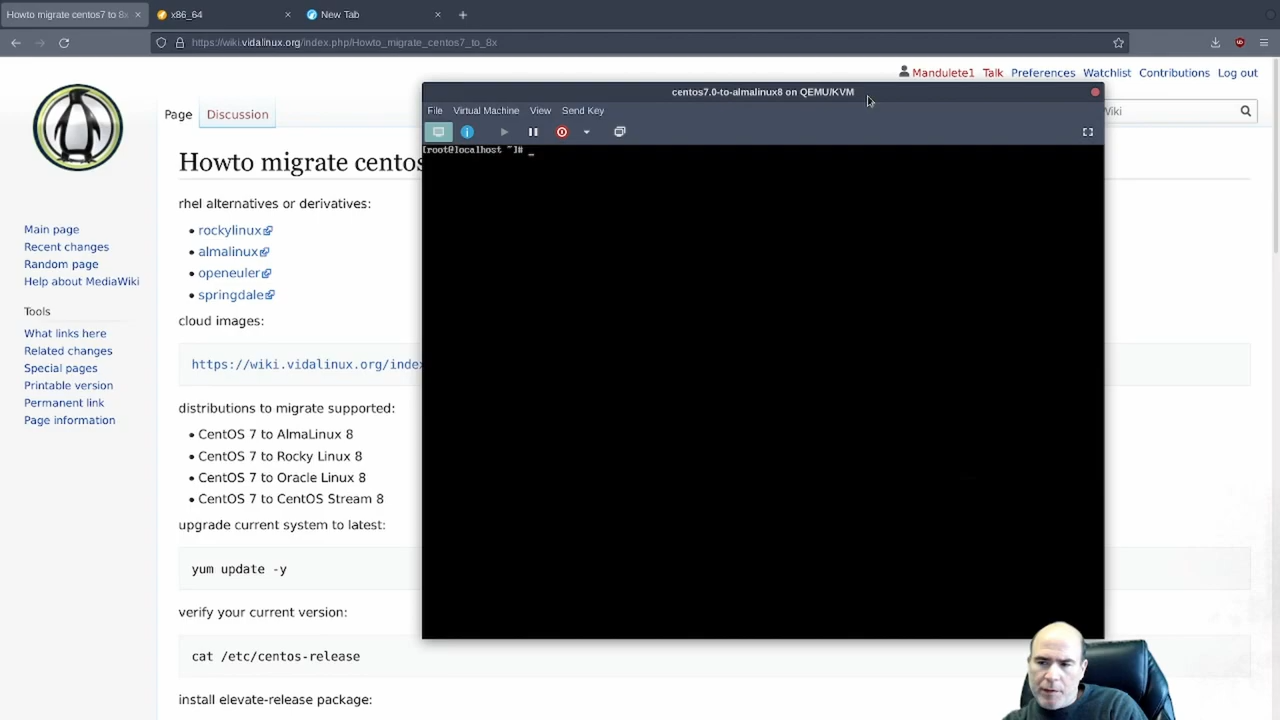 Howto migrate centos7 to 8x
x86_64
New Tab
https://wiki.vidalinux.org/index.php/Howto_migrate_centos7_to_8x
Mandulete1 Talk Preferences Watchlist Contributions Log out
centos7.0-to-almalinux8 on QEMU/KVM
File Virtual Machine View Send Key
Page Discussion
Wiki
[root@localhost ~]# _
Howto migrate centos
rhel alternatives or derivatives:
rockylinux
almalinux
openeuler
springdale
cloud images:
https://wiki.vidalinux.org/index
distributions to migrate supported:
CentOS 7 to AlmaLinux 8
CentOS 7 to Rocky Linux 8
CentOS 7 to Oracle Linux 8
CentOS 7 to CentOS Stream 8
upgrade current system to latest:
yum update -y
verify your current version:
cat /etc/centos-release
install elevate-release package:
Main page
Recent changes
Random page
Help about MediaWiki
Tools
What links here
Related changes
Special pages
Printable version
Permanent link
Page information